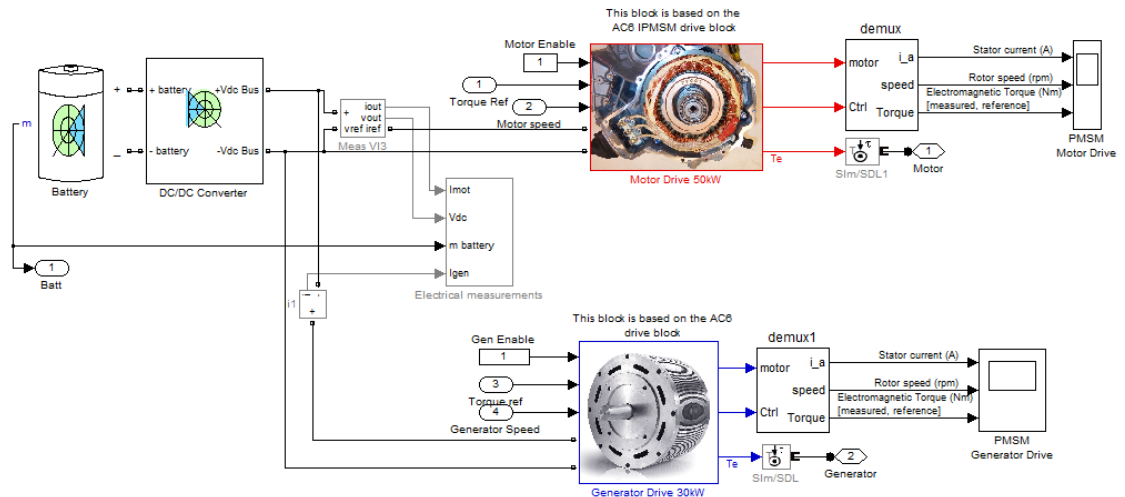 This block is based on the
AC6 IPMSM drive block
Motor Enable
1
1
Torque Ref
2
Motor speed
Te
Motor Drive 50kW
demux
motor
Ctrl
i_a
speed
Torque
Stator current (A)
Rotor speed (rpm)
Electromagnetic Torque (Nm)
[measured, reference]
PMSM
Motor Drive
SIm/SDL1
E
1
Motor
m
+
_
Battery
+ battery
- battery
+Vdc Bus
-Vdc Bus
DC/DC Converter
+
iout
vout
vref iref
Meas VI3
Imot
Vdc
m battery
Igen
Electrical measurements
1
Batt
i1
-
+
This block is based on the AC6
drive block
Gen Enable
1
3
Torque ref
4
Generator Speed
Te
Generator Drive 30kW
demux1
motor
Ctrl
i_a
speed
Torque
Stator current (A)
Rotor speed (rpm)
Electromagnetic Torque (Nm)
[measured, reference]
PMSM
Generator Drive
SIm/SDL
E
2
Generator